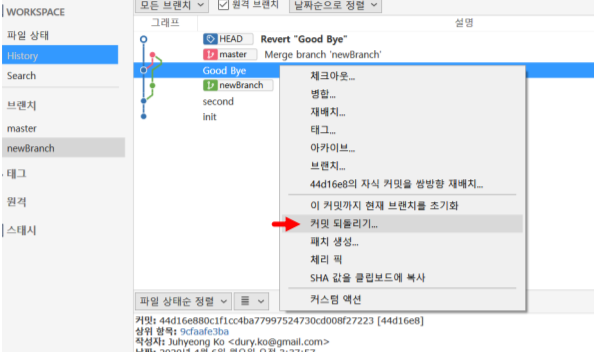 WORKSPACE
파일 상태
History
Search
브랜치
master
newBranch
태그
원격
스태시
모든 브랜치
원격 브랜치
날짜순으로 정렬
그래프
설명
HEAD Revert "Good Bye"
master Merge branch 'newBranch'
Good Bye
newBranch
second
init
체크아웃...
병합...
재배치...
태그...
아카이브...
브랜치...
44d16e8의 자식 커밋을 쌍방향 재배치...
이 커밋까지 현재 브랜치를 초기화
커밋 되돌리기...
패치 생성...
체리 픽
SHA 값을 클립보드에 복사
커스텀 액션
파일 상태순 정렬
커밋: 44d16e880c1f1cc4ba77997524730cd008f27223 [44d16e8]
상위 항목: 9cfaafe3ba
작성자: Juhyeong Ko <dury.ko@gmail.com>